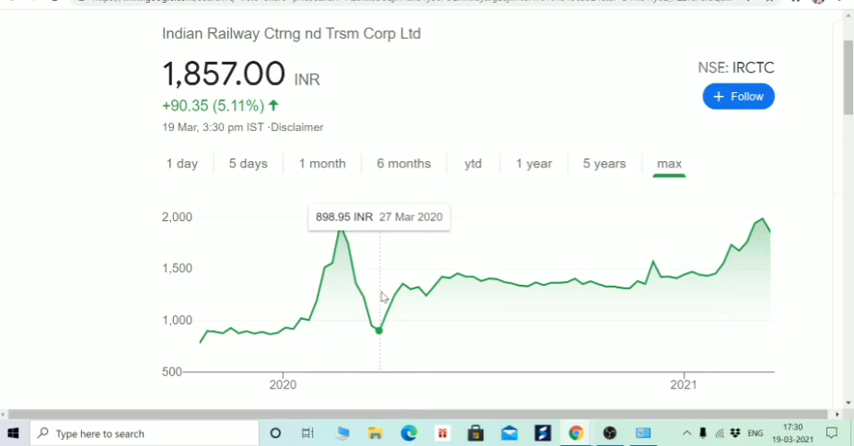 Indian Railway Ctrng nd Trsm Corp Ltd
1,857.00 INR
NSE: IRCTC
+90.35 (5.11%)
+ Follow
19 Mar, 3:30 pm IST ·Disclaimer
1 day 5 days 1 month 6 months ytd 1 year 5 years max
898.95 INR 27 Mar 2020
2,000
1,500
1,000
500
2020 2021
Type here to search
ENG
17:30
19-03-2021